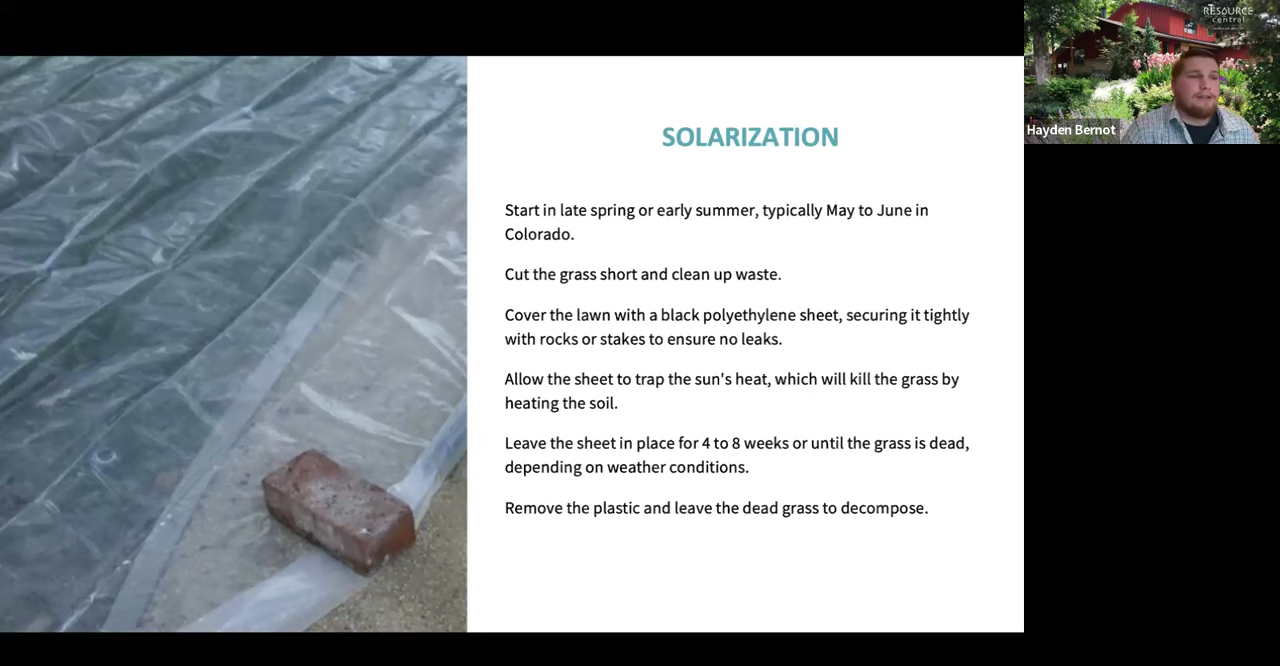 SOLARIZATION
Start in late spring or early summer, typically May to June in
Colorado.
Cut the grass short and clean up waste.
Cover the lawn with a black polyethylene sheet, securing it tightly
with rocks or stakes to ensure no leaks.
Allow the sheet to trap the sun's heat, which will kill the grass by
heating the soil.
Leave the sheet in place for 4 to 8 weeks or until the grass is dead,
depending on weather conditions.
Remove the plastic and leave the dead grass to decompose.
RESOURCE
central
Hayden Bernot